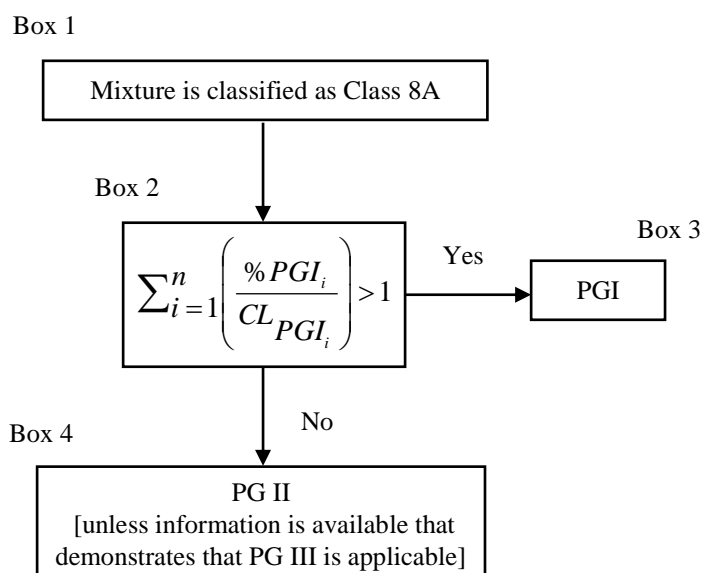 Box 1
Mixture is classified as Class 8A
Box 2
∑ⁿᵢ₌₁(%PGIᵢ / CL_PGIᵢ) > 1
Yes
Box 3
PGI
No
Box 4
PG II
[unless information is available that
demonstrates that PG III is applicable]